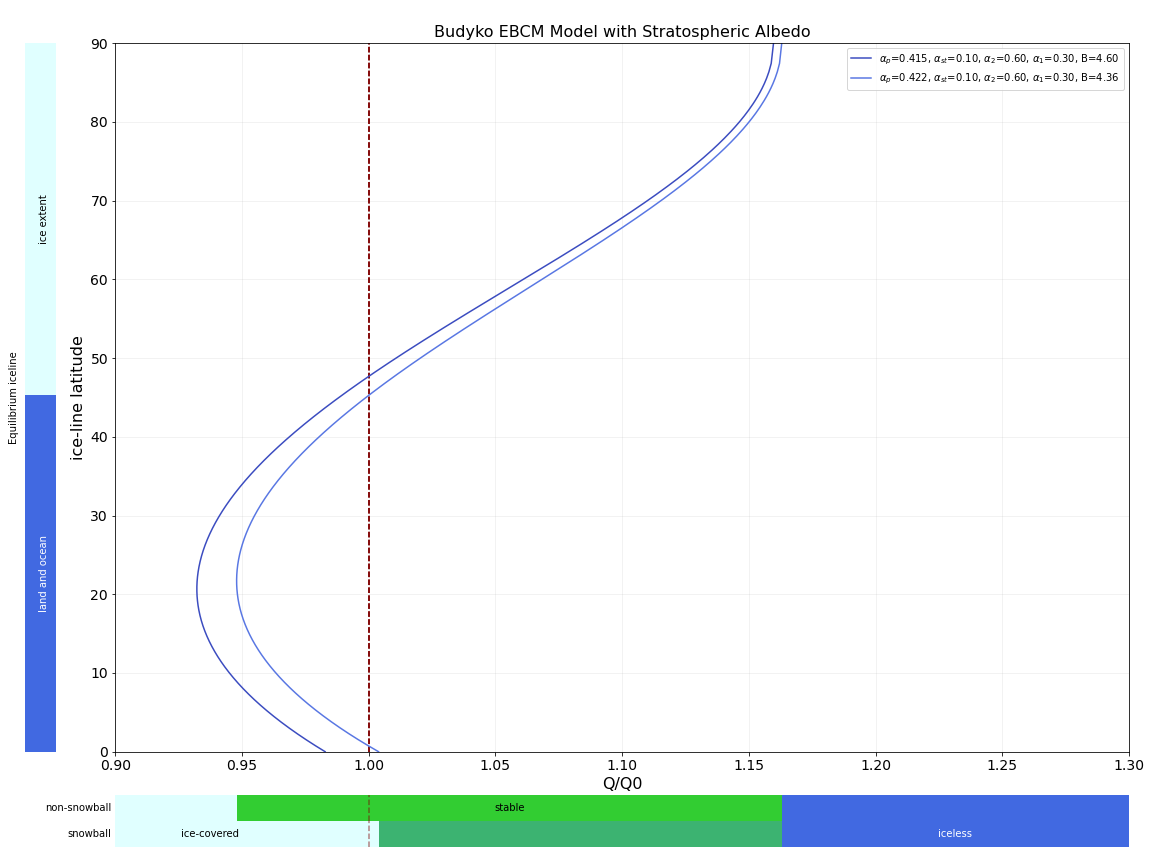 Budyko EBCM Model with Stratospheric Albedo
αp=0.415, αst=0.10, α2=0.60, α1=0.30, B=4.60
αp=0.422, αst=0.10, α2=0.60, α1=0.30, B=4.36
90
80
70
60
50
40
30
20
10
0
ice-line latitude
Equilibrium iceline
ice extent
land and ocean
0.90 0.95 1.00 1.05 1.10 1.15 1.20 1.25 1.30
Q/Q0
non-snowball
stable
snowball
ice-covered
iceless